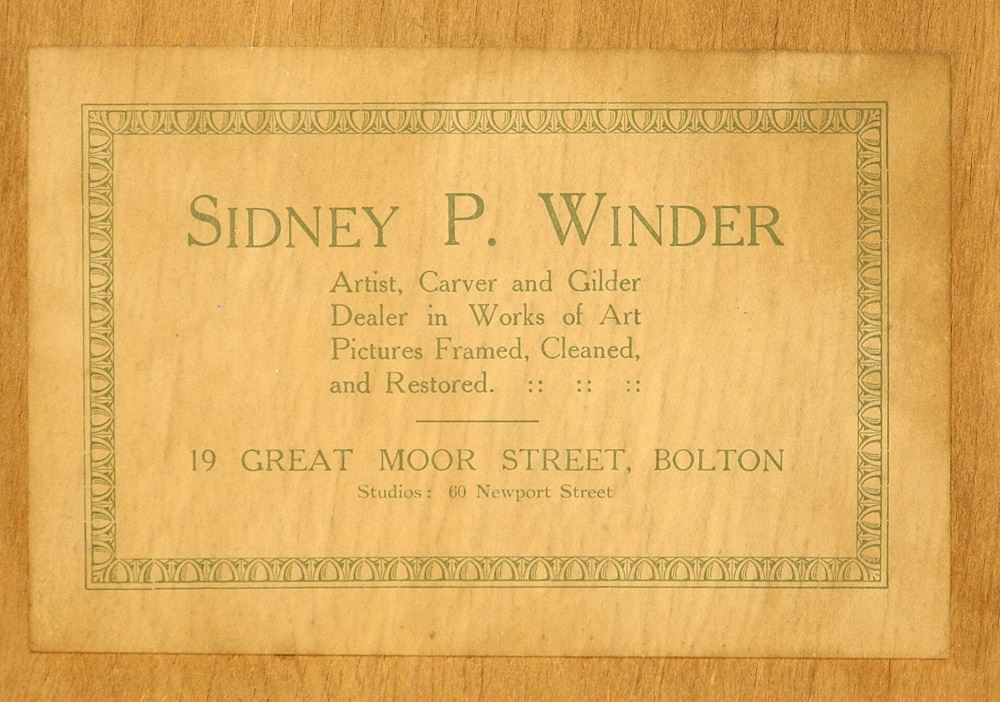 SIDNEY P. WINDER
Artist, Carver and Gilder
Dealer in Works of Art
Pictures Framed, Cleaned,
and Restored. :: :: ::
19 GREAT MOOR STREET, BOLTON
Studios: 60 Newport Street